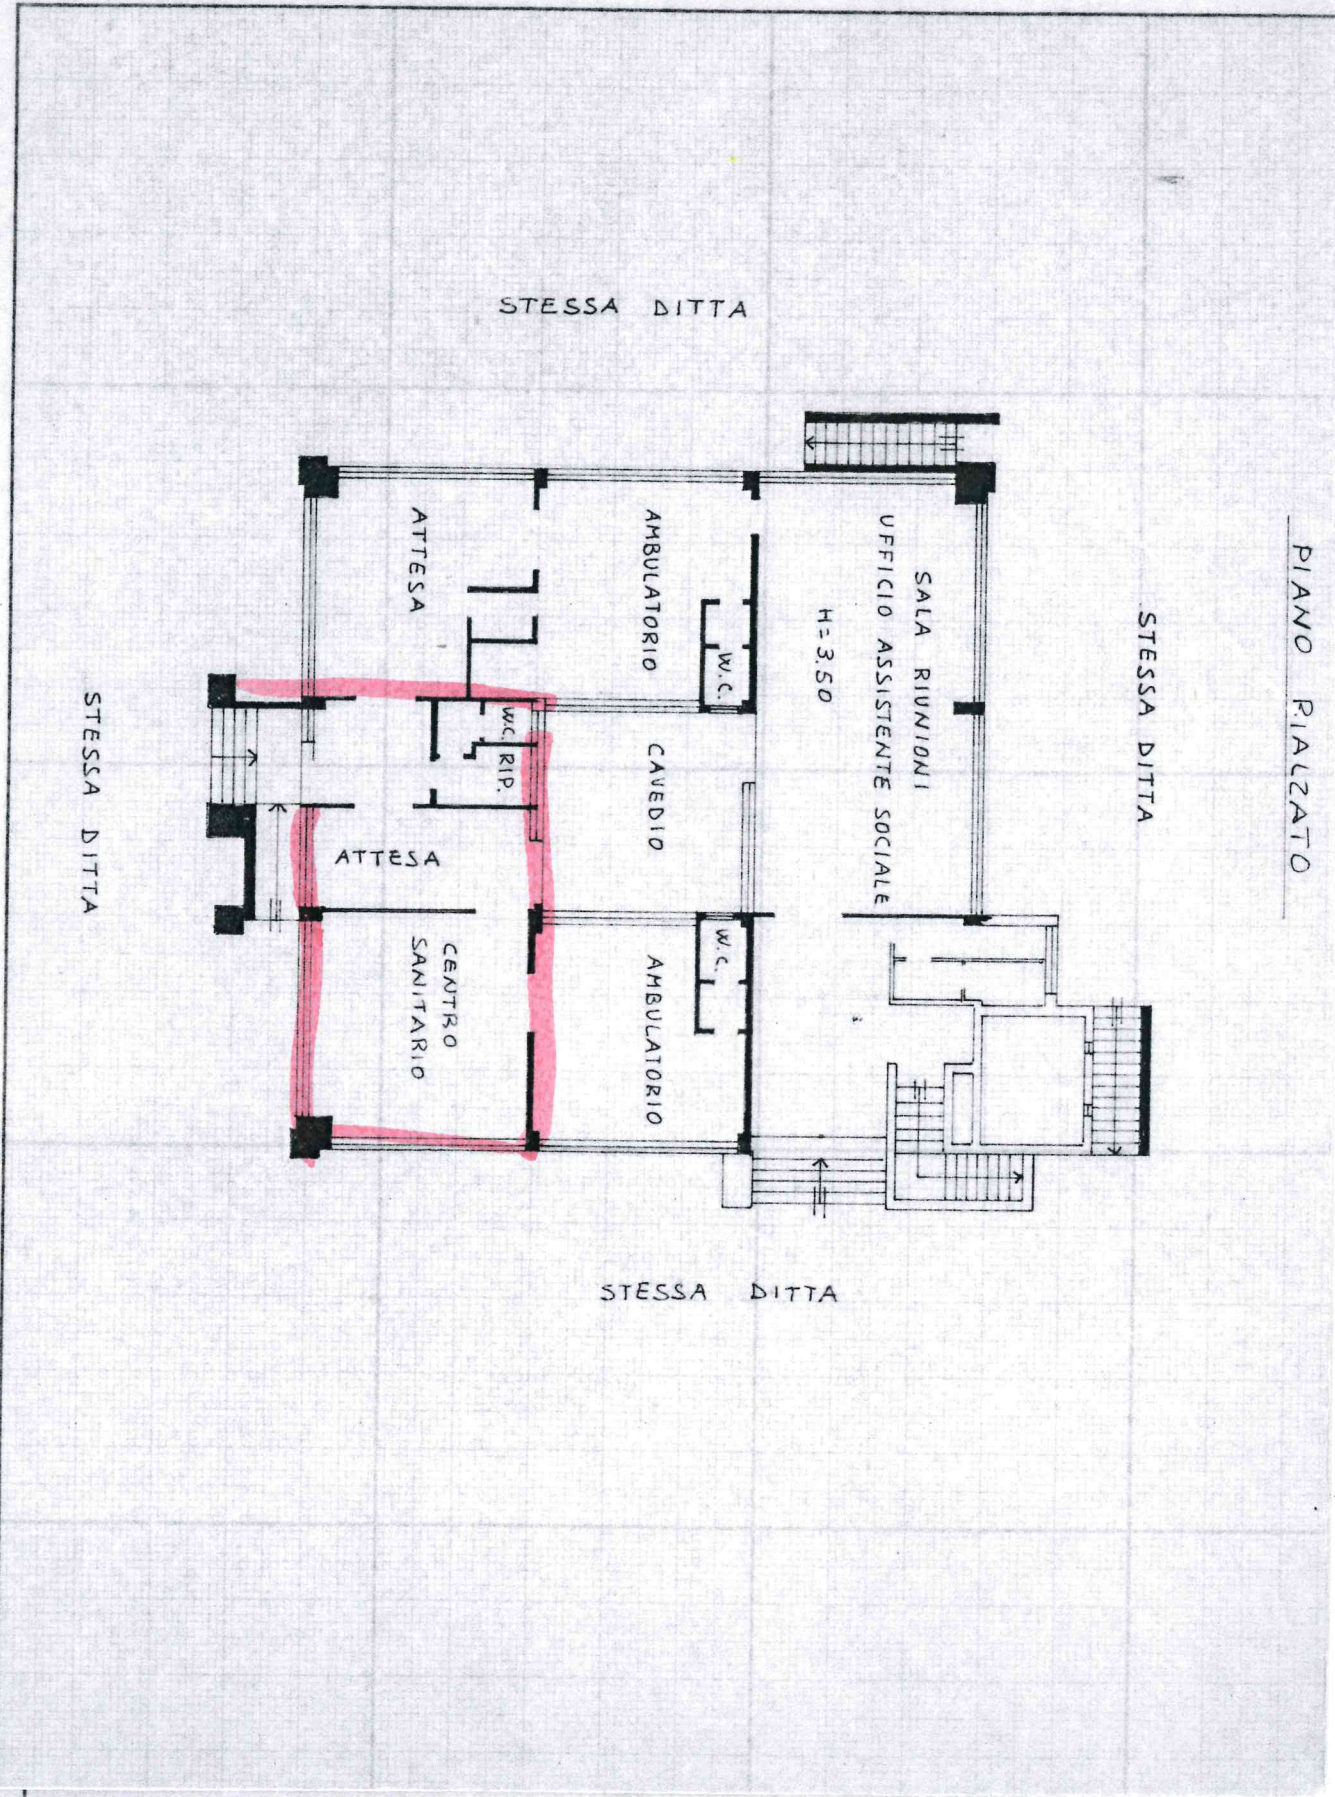 PIANO RIALZATO
STESSA DITTA
STESSA DITTA
SALA RIUNIONI
UFFICIO ASSISTENTE SOCIALE
H=3.50
AMBULATORIO
W.C.
CAVEDIO
W.C.
AMBULATORIO
ATTESA
W.C.
RIP.
ATTESA
CENTRO
SANITARIO
STESSA DITTA
STESSA DITTA